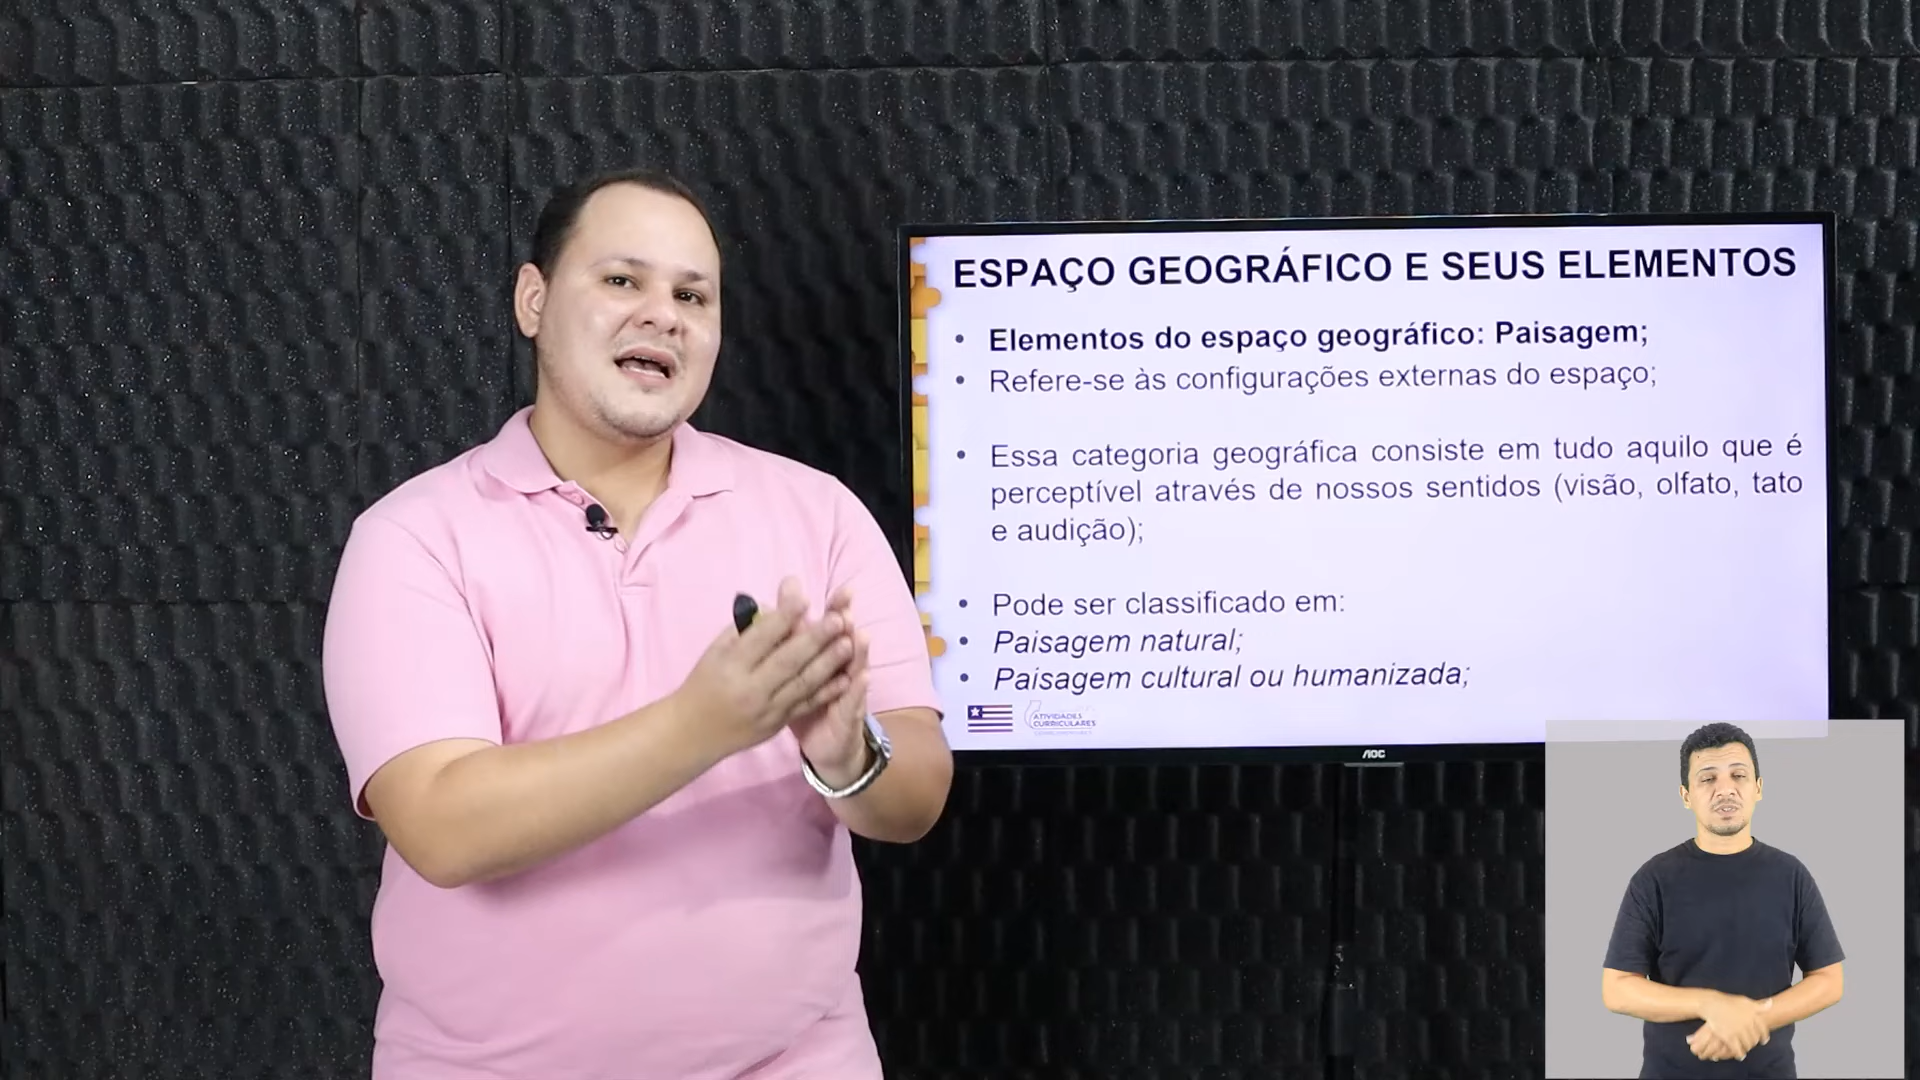 ESPAÇO GEOGRÁFICO E SEUS ELEMENTOS
• Elementos do espaço geográfico: Paisagem;
• Refere-se às configurações externas do espaço;
• Essa categoria geográfica consiste em tudo aquilo que é
perceptível através de nossos sentidos (visão, olfato, tato
e audição);
• Pode ser classificado em:
• Paisagem natural;
• Paisagem cultural ou humanizada;
ATIVIDADES
CURRICULARES
AOC